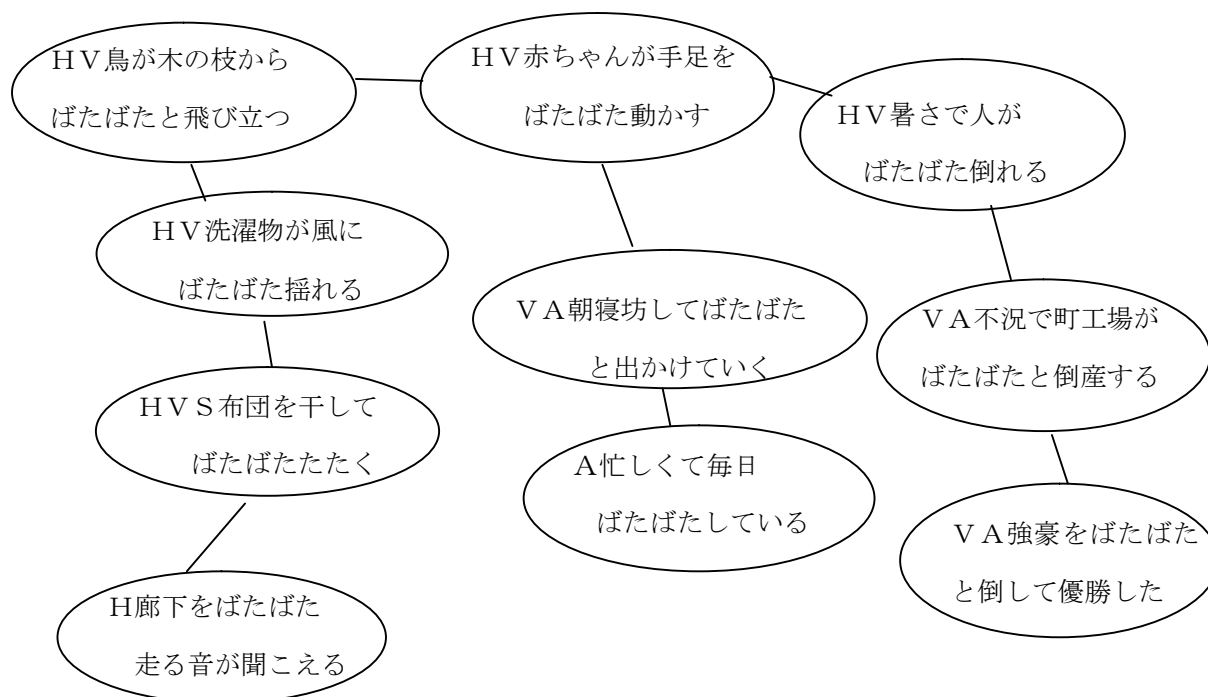 ＨＶ鳥が木の枝から
ばたばたと飛び立つ
ＨＶ赤ちゃんが手足を
ばたばた動かす
ＨＶ暑さで人が
ばたばた倒れる
ＨＶ洗濯物が風に
ばたばた揺れる
ＶＡ朝寝坊してばたばた
と出かけていく
ＶＡ不況で町工場が
ばたばたと倒産する
ＨＶＳ布団を干して
ばたばたたたく
Ａ忙しくて毎日
ばたばたしている
ＶＡ強豪をばたばた
と倒して優勝した
Ｈ廊下をばたばた
走る音が聞こえる